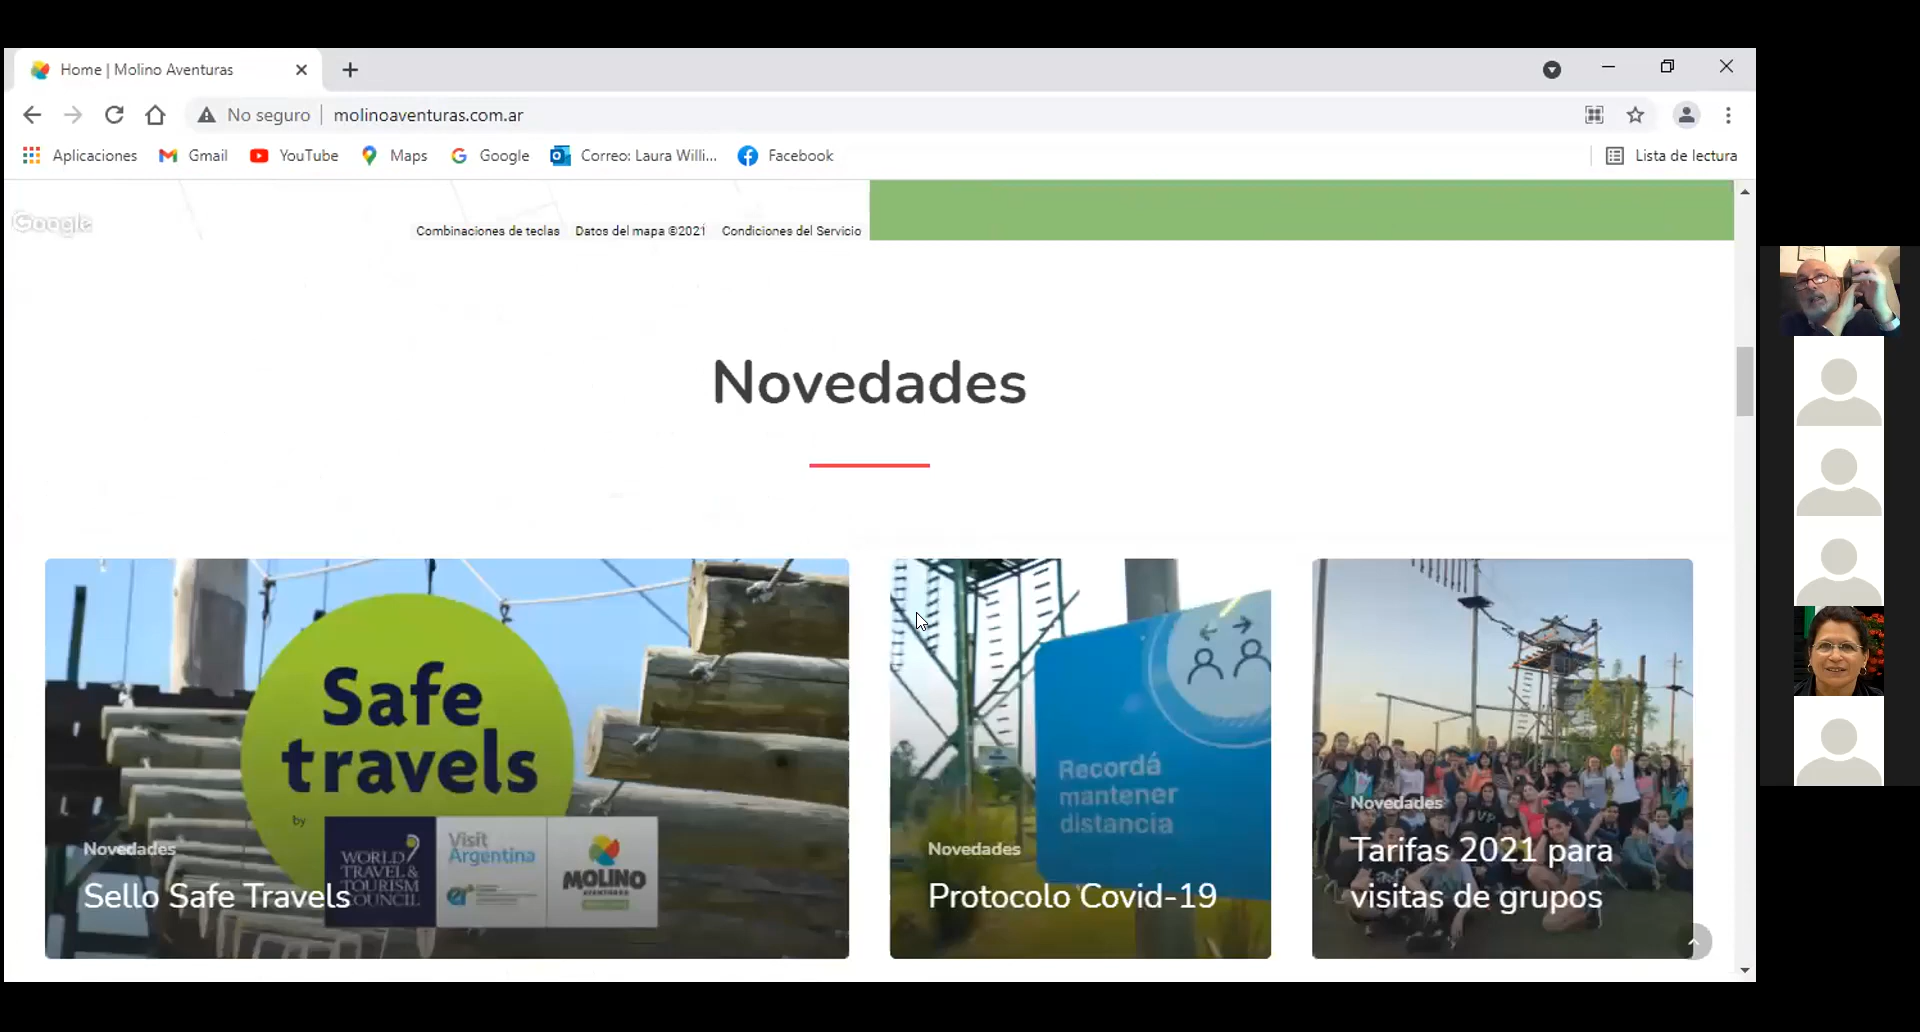 Home | Molino Aventuras
No seguro molinoaventuras.com.ar
Aplicaciones Gmail YouTube Maps Google Correo: Laura Willi... Facebook Lista de lectura
Google
Combinaciones de teclas Datos del mapa ©2021 Condiciones del Servicio
Novedades
Safe
travels
by
WORLD
TRAVEL &
TOURISM
COUNCIL
Visit
Argentina
MOLINO
AVENTURAS
Novedades
Sello Safe Travels
Recordá
mantener
distancia
Novedades
Protocolo Covid-19
Novedades
Tarifas 2021 para
visitas de grupos